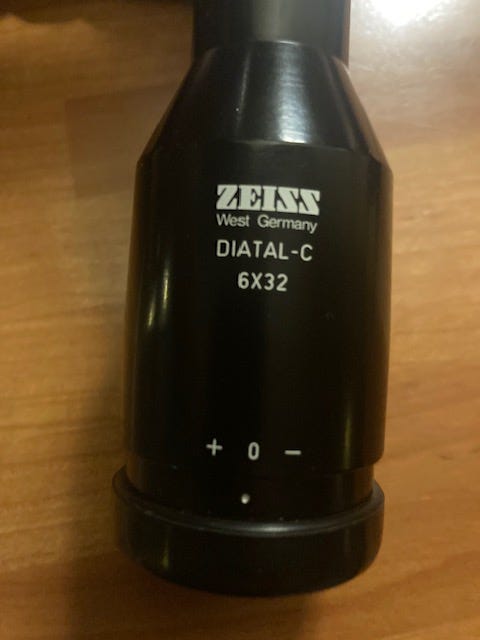 ZEISS
West Germany
DIATAL-C
6X32
+ 0 −